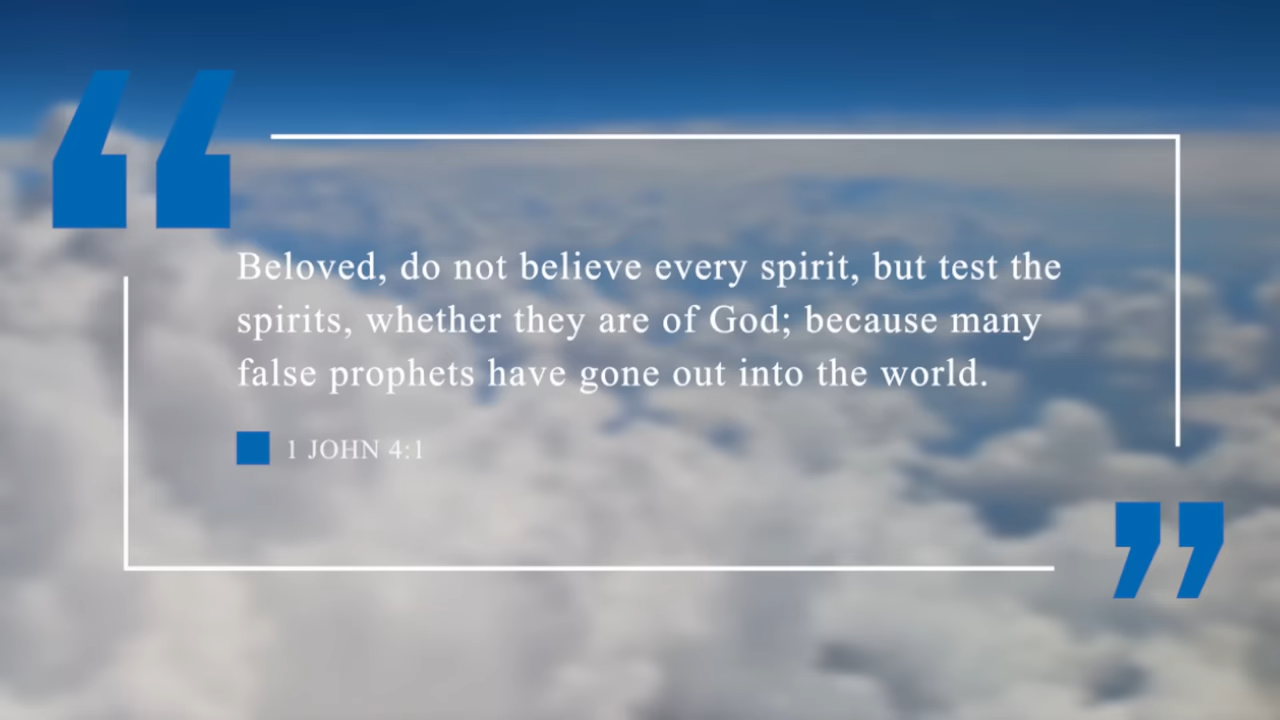 Beloved, do not believe every spirit, but test the
spirits, whether they are of God; because many
false prophets have gone out into the world.
1 JOHN 4:1